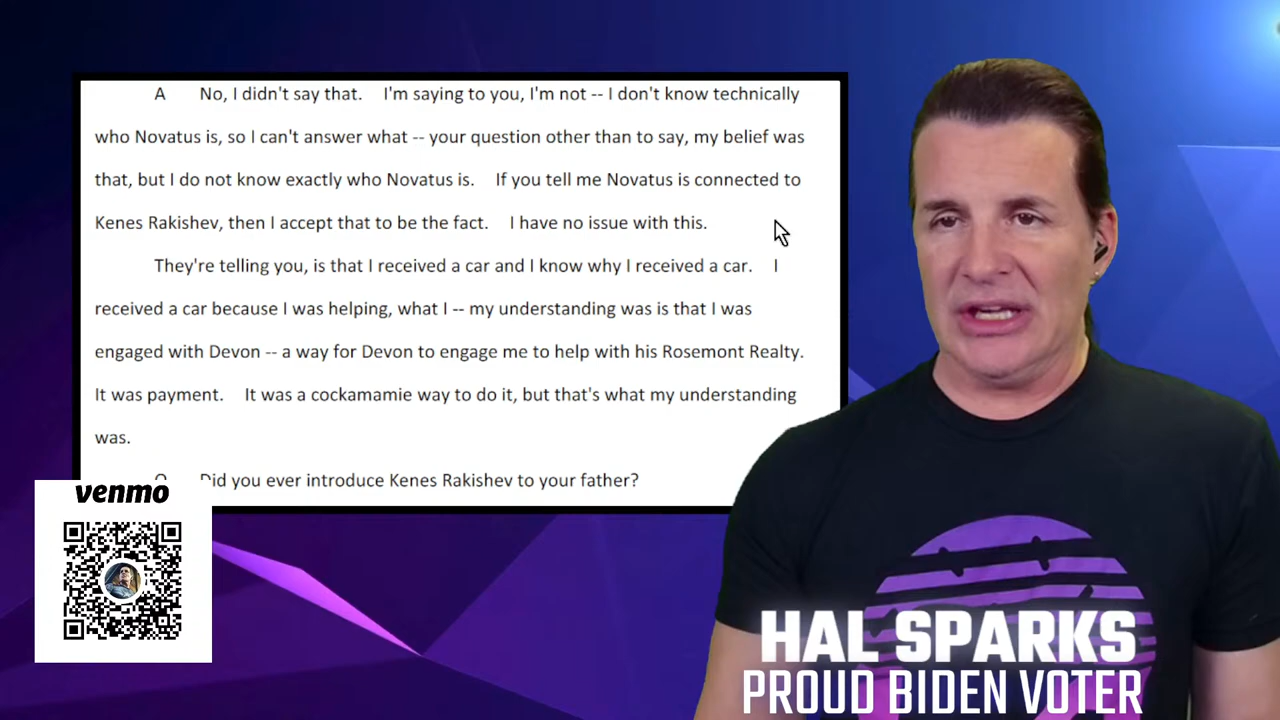 A No, I didn't say that. I'm saying to you, I'm not -- I don't know technically
who Novatus is, so I can't answer what -- your question other than to say, my belief was
that, but I do not know exactly who Novatus is. If you tell me Novatus is connected to
Kenes Rakishev, then I accept that to be the fact. I have no issue with this.
They're telling you, is that I received a car and I know why I received a car. I
received a car because I was helping, what I -- my understanding was is that I was
engaged with Devon -- a way for Devon to engage me to help with his Rosemont Realty.
It was payment. It was a cockamamie way to do it, but that's what my understanding
was.
Q Did you ever introduce Kenes Rakishev to your father?
venmo
HAL SPARKS
PROUD BIDEN VOTER